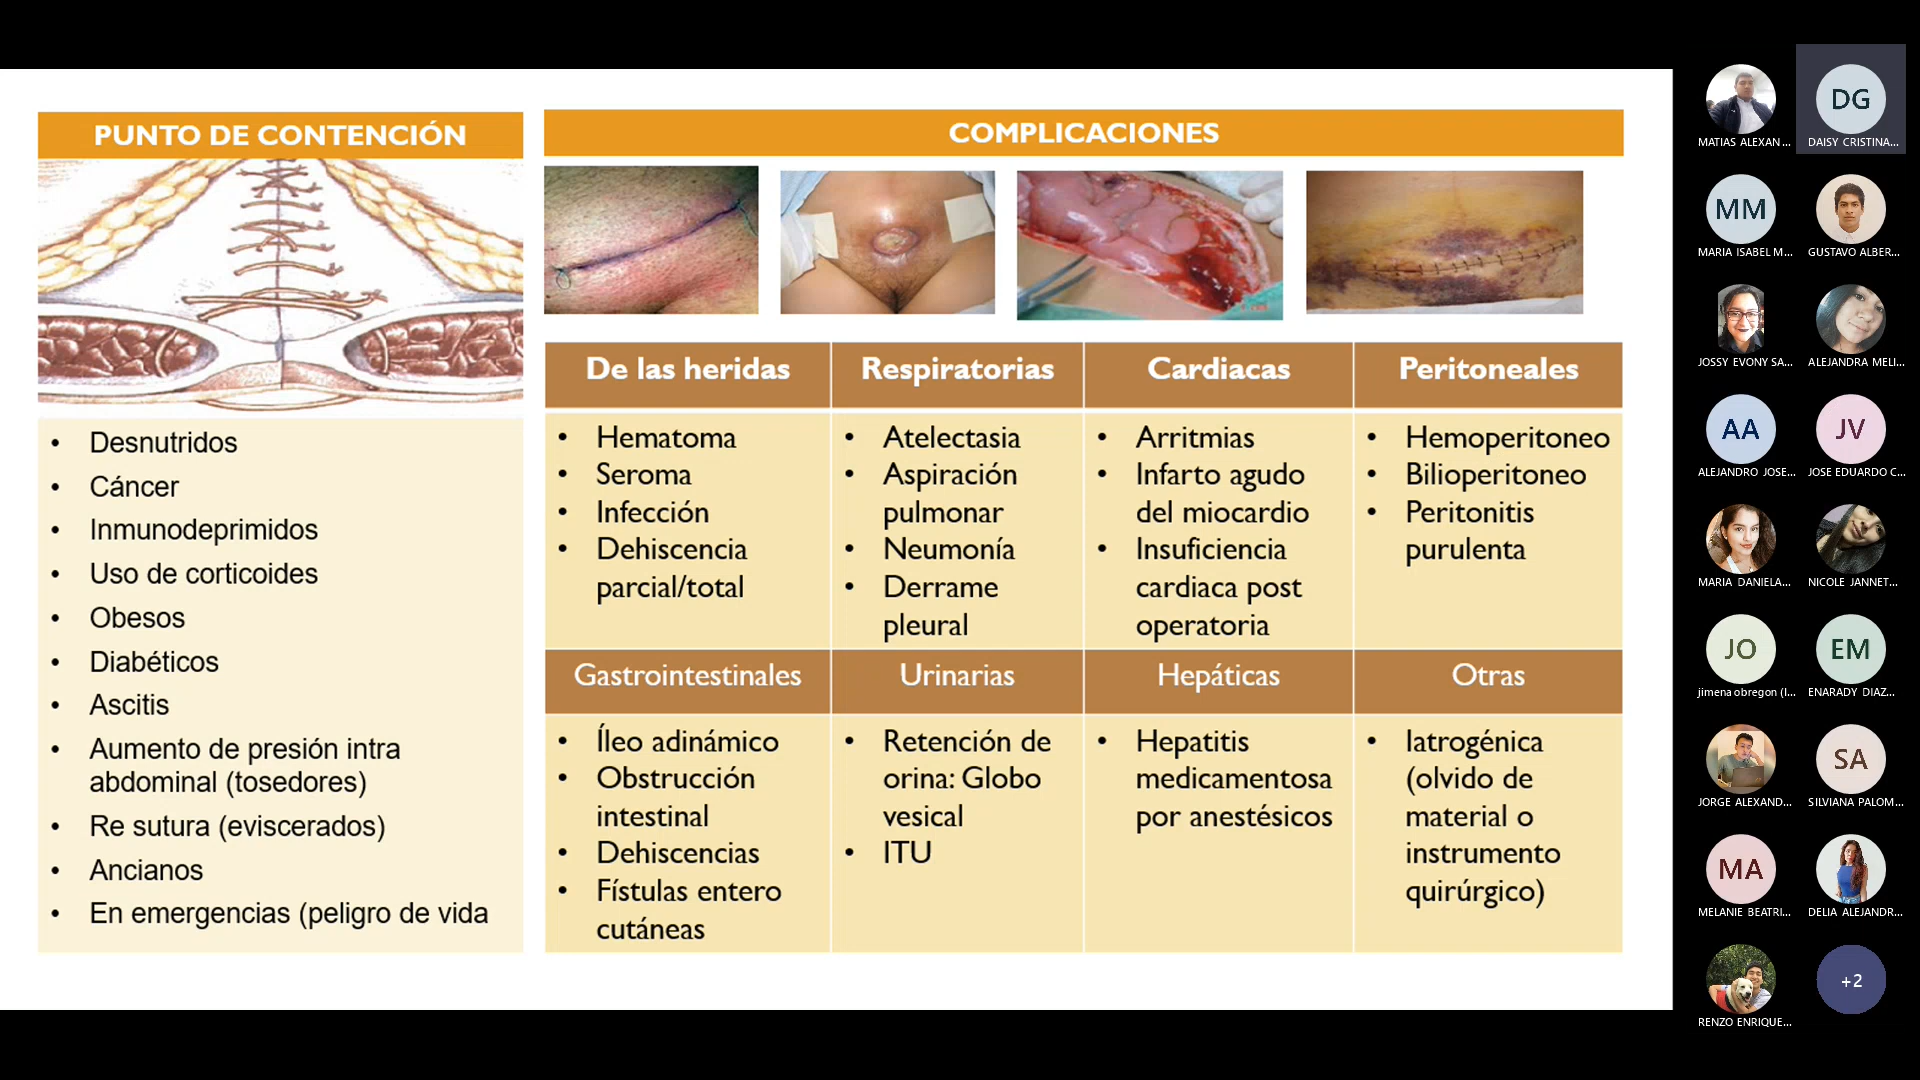 PUNTO DE CONTENCIÓN
• Desnutridos
• Cáncer
• Inmunodeprimidos
• Uso de corticoides
• Obesos
• Diabéticos
• Ascitis
• Aumento de presión intra
abdominal (tosedores)
• Re sutura (eviscerados)
• Ancianos
• En emergencias (peligro de vida
COMPLICACIONES
De las heridas
• Hematoma
• Seroma
• Infección
• Dehiscencia
parcial/total
Respiratorias
• Atelectasia
• Aspiración
pulmonar
• Neumonía
• Derrame
pleural
Cardiacas
• Arritmias
• Infarto agudo
del miocardio
• Insuficiencia
cardiaca post
operatoria
Peritoneales
• Hemoperitoneo
• Bilioperitoneo
• Peritonitis
purulenta
Gastrointestinales
• Íleo adinámico
• Obstrucción
intestinal
• Dehiscencias
• Fístulas entero
cutáneas
Urinarias
• Retención de
orina: Globo
vesical
• ITU
Hepáticas
• Hepatitis
medicamentosa
por anestésicos
Otras
• Iatrogénica
(olvido de
material o
instrumento
quirúrgico)
MATIAS ALEXAN...
DG
DAISY CRISTINA...
MM
MARIA ISABEL M...
GUSTAVO ALBER...
JOSSY EVONY SA...
ALEJANDRA MELI...
AA
ALEJANDRO JOSE...
JV
JOSE EDUARDO C...
MARIA DANIELA...
NICOLE JANNET...
JO
jimena obregon (I...
EM
ENARADY DIAZ...
JORGE ALEXAND...
SA
SILVIANA PALOM...
MA
MELANIE BEATRI...
DELIA ALEJANDR...
RENZO ENRIQUE...
+2